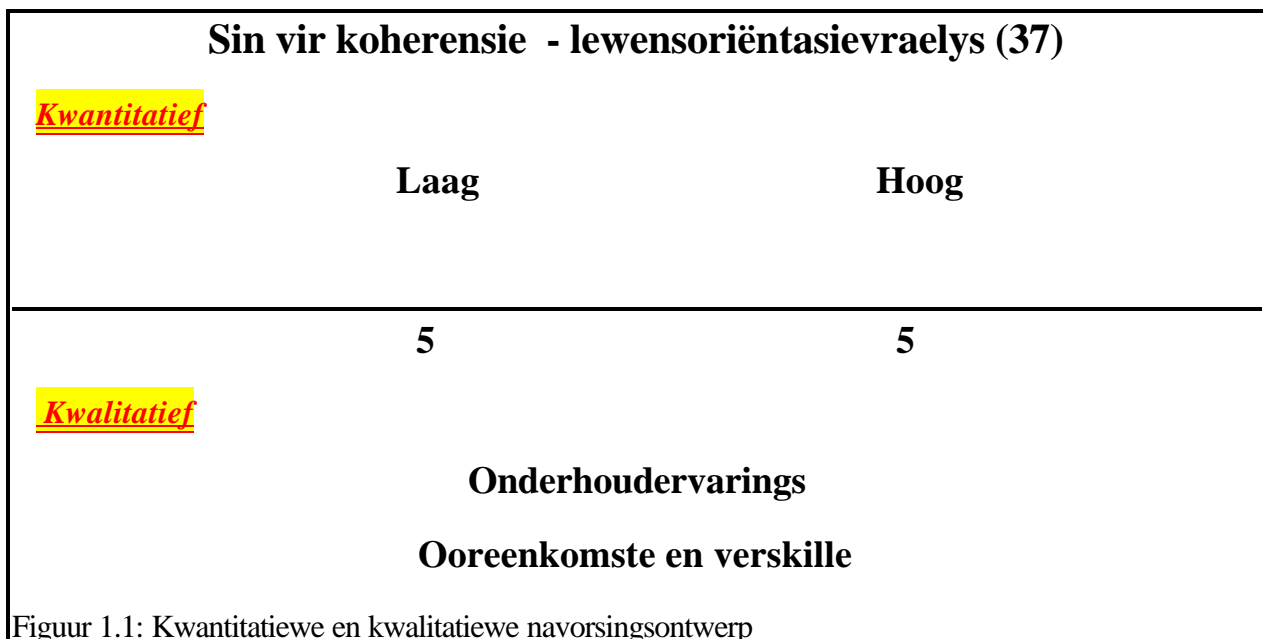 Sin vir koherensie - lewensoriëntasievraelys (37)
Kwantitatief
Laag Hoog
5 5
Kwalitatief
Onderhoudervarings
Ooreenkomste en verskille
Figuur 1.1: Kwantitatiewe en kwalitatiewe navorsingsontwerp